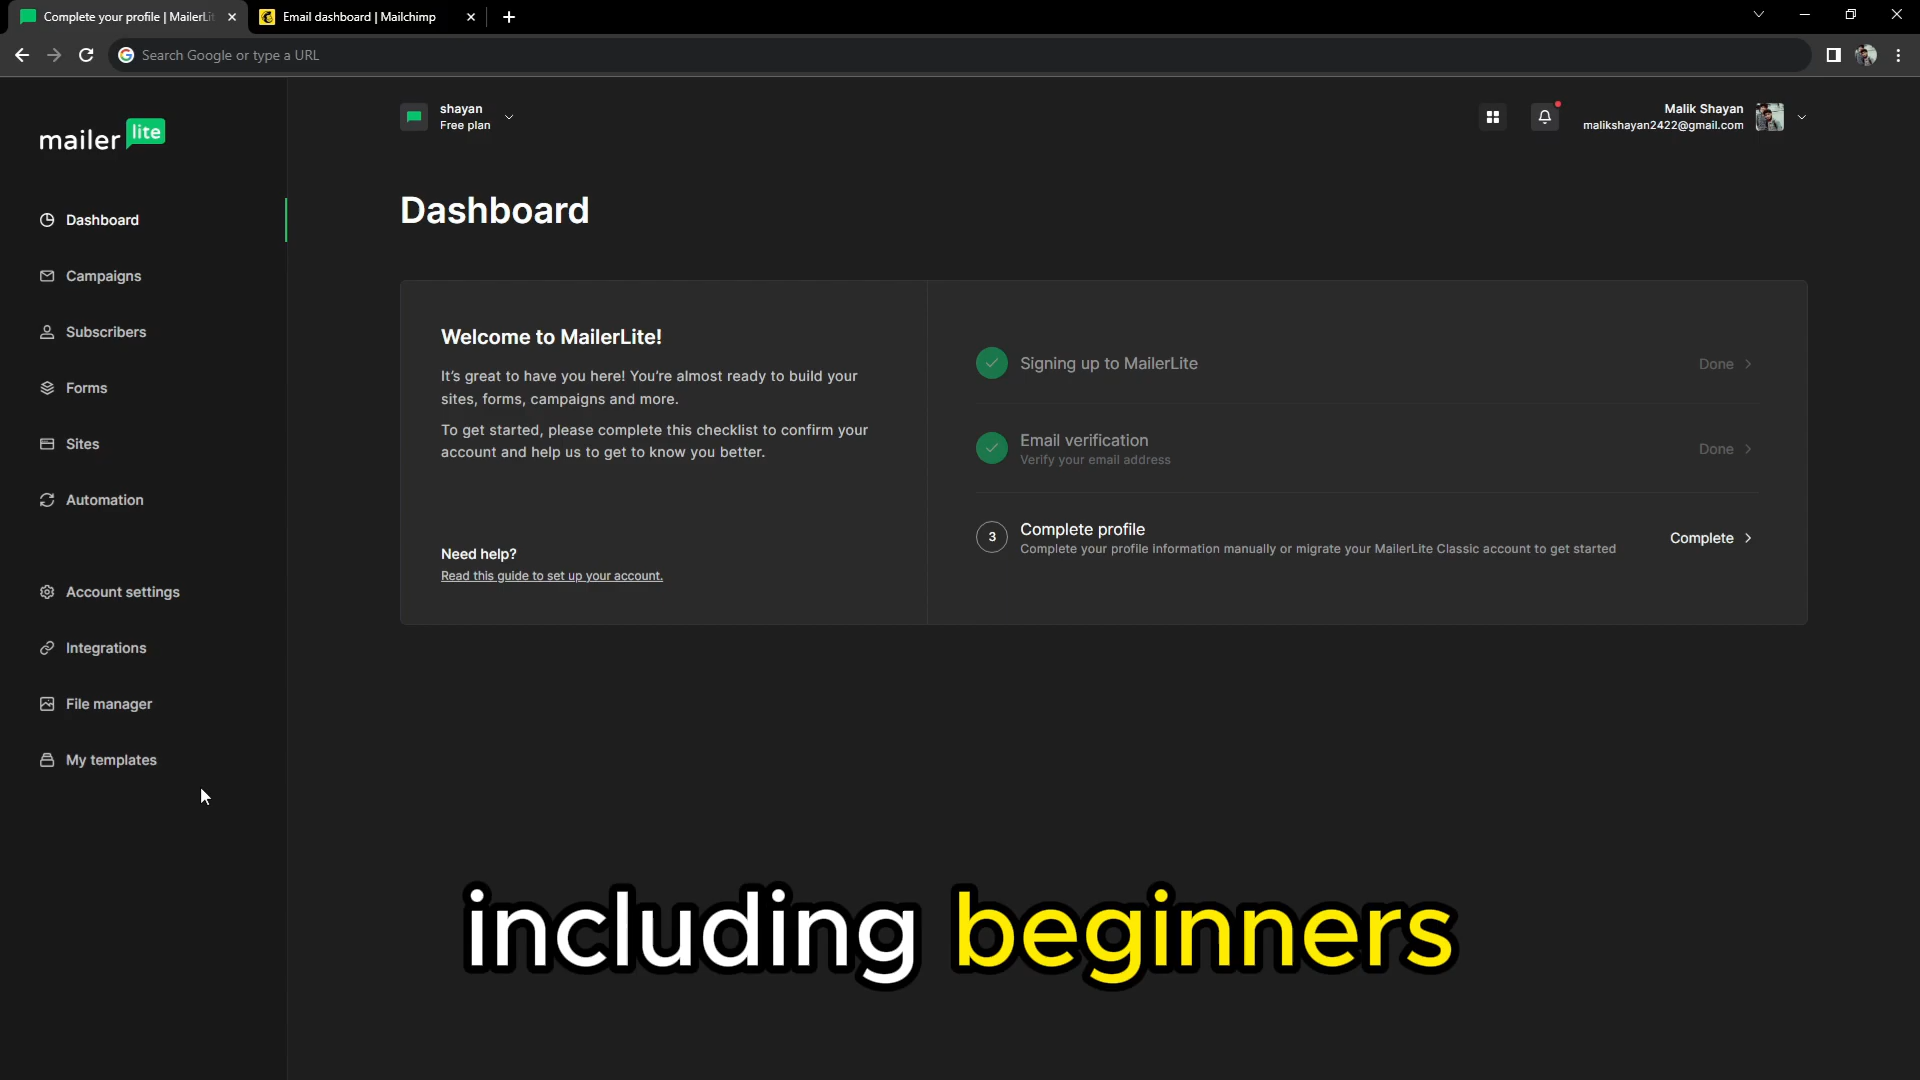 Complete your profile | MailerLi
Email dashboard | Mailchimp
Search Google or type a URL
mailer lite
shayan
Free plan
Malik Shayan
malikshayan2422@gmail.com
Dashboard
Campaigns
Subscribers
Forms
Sites
Automation
Account settings
Integrations
File manager
My templates
Dashboard
Welcome to MailerLite!
It's great to have you here! You're almost ready to build your
sites, forms, campaigns and more.
To get started, please complete this checklist to confirm your
account and help us to get to know you better.
Need help?
Read this guide to set up your account.
Signing up to MailerLite
Done
Email verification
Verify your email address
Done
3
Complete profile
Complete your profile information manually or migrate your MailerLite Classic account to get started
Complete
including beginners